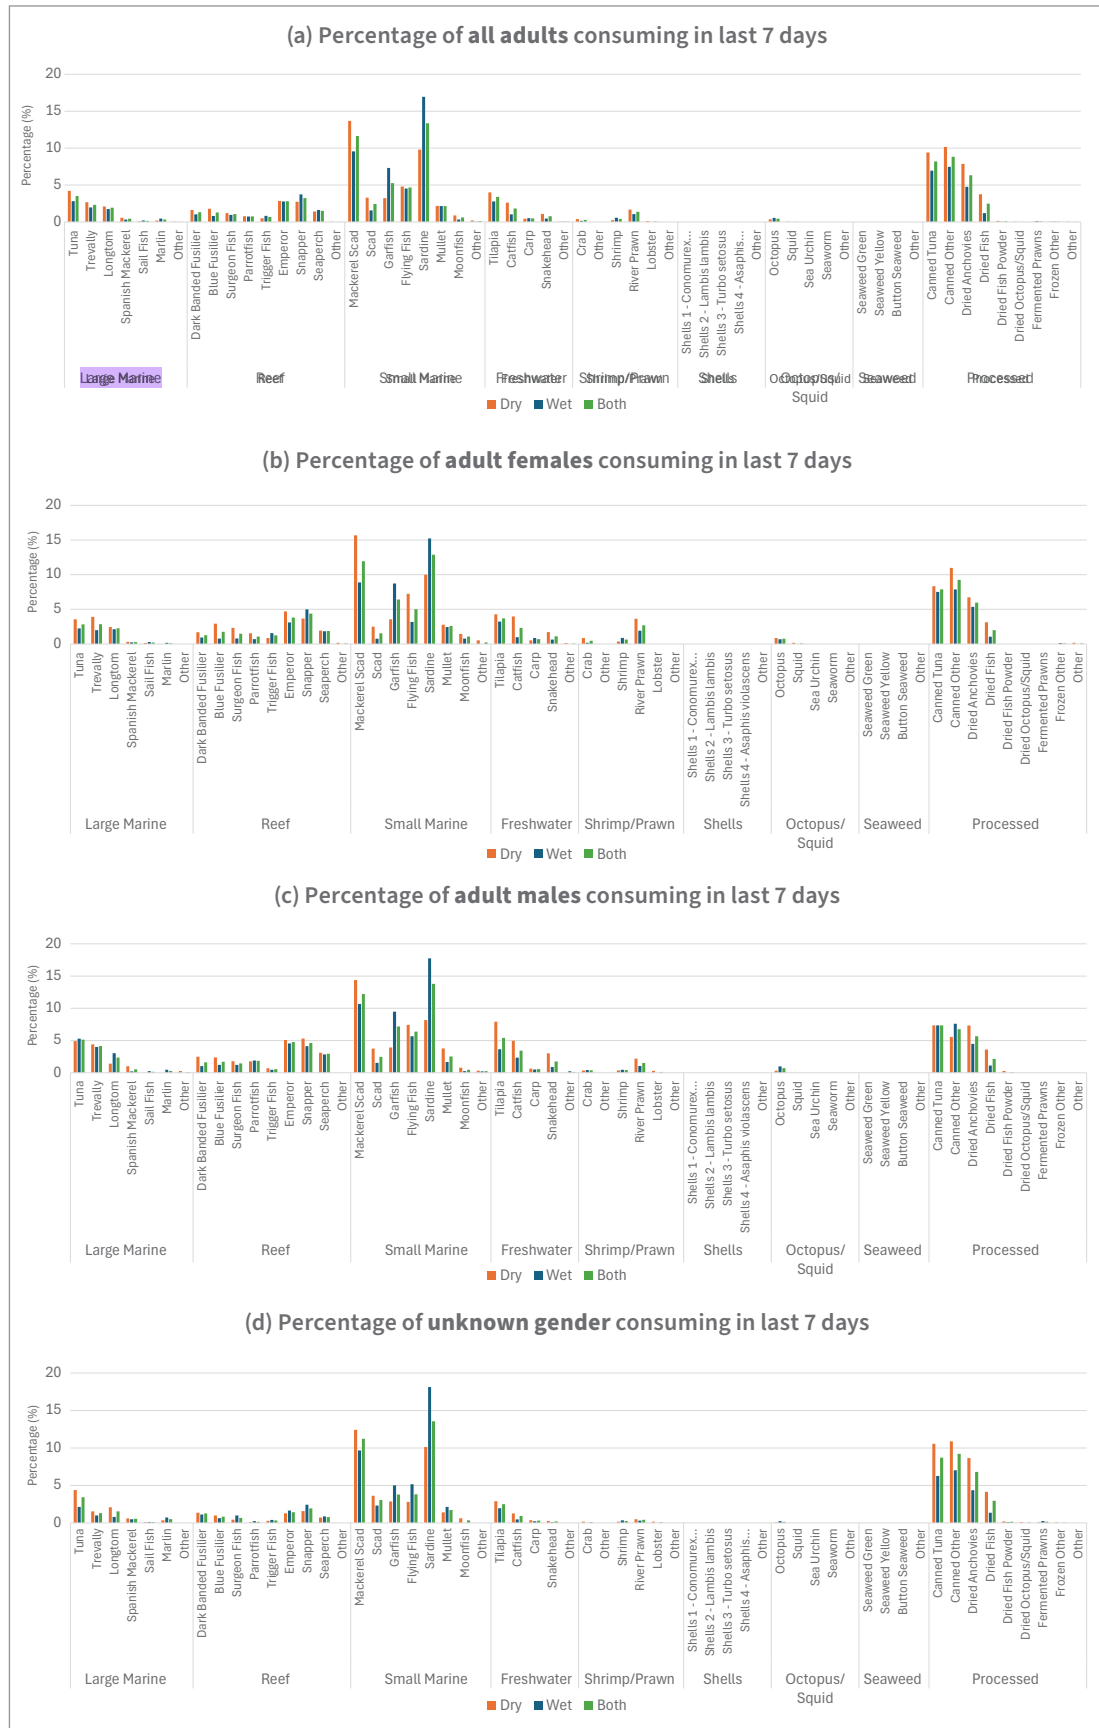 (a) Percentage of all adults consuming in last 7 days
Percentage (%)
20
15
10
5
0
Tuna
Trevally
Longtom
Spanish Mackerel
Sail Fish
Marlin
Other
Dark Banded Fusilier
Blue Fusilier
Surgeon Fish
Parrotfish
Trigger Fish
Emperor
Snapper
Seaperch
Other
Mackerel Scad
Scad
Garfish
Flying Fish
Sardine
Mullet
Moonfish
Other
Tilapia
Catfish
Carp
Snakehead
Other
Crab
Other
Shrimp
River Prawn
Lobster
Other
Shells 1 - Conomurex...
Shells 2 - Lambis lambis
Shells 3 - Turbo setosus
Shells 4 - Asaphis...
Other
Octopus
Squid
Sea Urchin
Seaworm
Other
Seaweed Green
Seaweed Yellow
Button Seaweed
Other
Canned Tuna
Canned Other
Dried Anchovies
Dried Fish
Dried Fish Powder
Dried Octopus/Squid
Fermented Prawns
Frozen Other
Other
Large Marine
Reef
Small Marine
Freshwater
Shrimp/Prawn
Shells
Octopus/
Squid
Seaweed
Processed
Dry Wet Both
(b) Percentage of adult females consuming in last 7 days
Percentage (%)
20
15
10
5
0
Tuna
Trevally
Longtom
Spanish Mackerel
Sail Fish
Marlin
Other
Dark Banded Fusilier
Blue Fusilier
Surgeon Fish
Parrotfish
Trigger Fish
Emperor
Snapper
Seaperch
Other
Mackerel Scad
Scad
Garfish
Flying Fish
Sardine
Mullet
Moonfish
Other
Tilapia
Catfish
Carp
Snakehead
Other
Crab
Other
Shrimp
River Prawn
Lobster
Other
Shells 1 - Conomurex...
Shells 2 - Lambis lambis
Shells 3 - Turbo setosus
Shells 4 - Asaphis violascens
Other
Octopus
Squid
Sea Urchin
Seaworm
Other
Seaweed Green
Seaweed Yellow
Button Seaweed
Other
Canned Tuna
Canned Other
Dried Anchovies
Dried Fish
Dried Fish Powder
Dried Octopus/Squid
Fermented Prawns
Frozen Other
Other
Large Marine
Reef
Small Marine
Freshwater
Shrimp/Prawn
Shells
Octopus/
Squid
Seaweed
Processed
Dry Wet Both
(c) Percentage of adult males consuming in last 7 days
Percentage (%)
20
15
10
5
0
Tuna
Trevally
Longtom
Spanish Mackerel
Sail Fish
Marlin
Other
Dark Banded Fusilier
Blue Fusilier
Surgeon Fish
Parrotfish
Trigger Fish
Emperor
Snapper
Seaperch
Other
Mackerel Scad
Scad
Garfish
Flying Fish
Sardine
Mullet
Moonfish
Other
Tilapia
Catfish
Carp
Snakehead
Other
Crab
Other
Shrimp
River Prawn
Lobster
Other
Shells 1 - Conomurex...
Shells 2 - Lambis lambis
Shells 3 - Turbo setosus
Shells 4 - Asaphis violascens
Other
Octopus
Squid
Sea Urchin
Seaworm
Other
Seaweed Green
Seaweed Yellow
Button Seaweed
Other
Canned Tuna
Canned Other
Dried Anchovies
Dried Fish
Dried Fish Powder
Dried Octopus/Squid
Fermented Prawns
Frozen Other
Other
Large Marine
Reef
Small Marine
Freshwater
Shrimp/Prawn
Shells
Octopus/
Squid
Seaweed
Processed
Dry Wet Both
(d) Percentage of unknown gender consuming in last 7 days
Percentage (%)
20
15
10
5
0
Tuna
Trevally
Longtom
Spanish Mackerel
Sail Fish
Marlin
Other
Dark Banded Fusilier
Blue Fusilier
Surgeon Fish
Parrotfish
Trigger Fish
Emperor
Snapper
Seaperch
Other
Mackerel Scad
Scad
Garfish
Flying Fish
Sardine
Mullet
Moonfish
Other
Tilapia
Catfish
Carp
Snakehead
Other
Crab
Other
Shrimp
River Prawn
Lobster
Other
Shells 1 - Conomurex...
Shells 2 - Lambis lambis
Shells 3 - Turbo setosus
Shells 4 - Asaphis...
Other
Octopus
Squid
Sea Urchin
Seaworm
Other
Seaweed Green
Seaweed Yellow
Button Seaweed
Other
Canned Tuna
Canned Other
Dried Anchovies
Dried Fish
Dried Fish Powder
Dried Octopus/Squid
Fermented Prawns
Frozen Other
Other
Large Marine
Reef
Small Marine
Freshwater
Shrimp/Prawn
Shells
Octopus/
Squid
Seaweed
Processed
Dry Wet Both